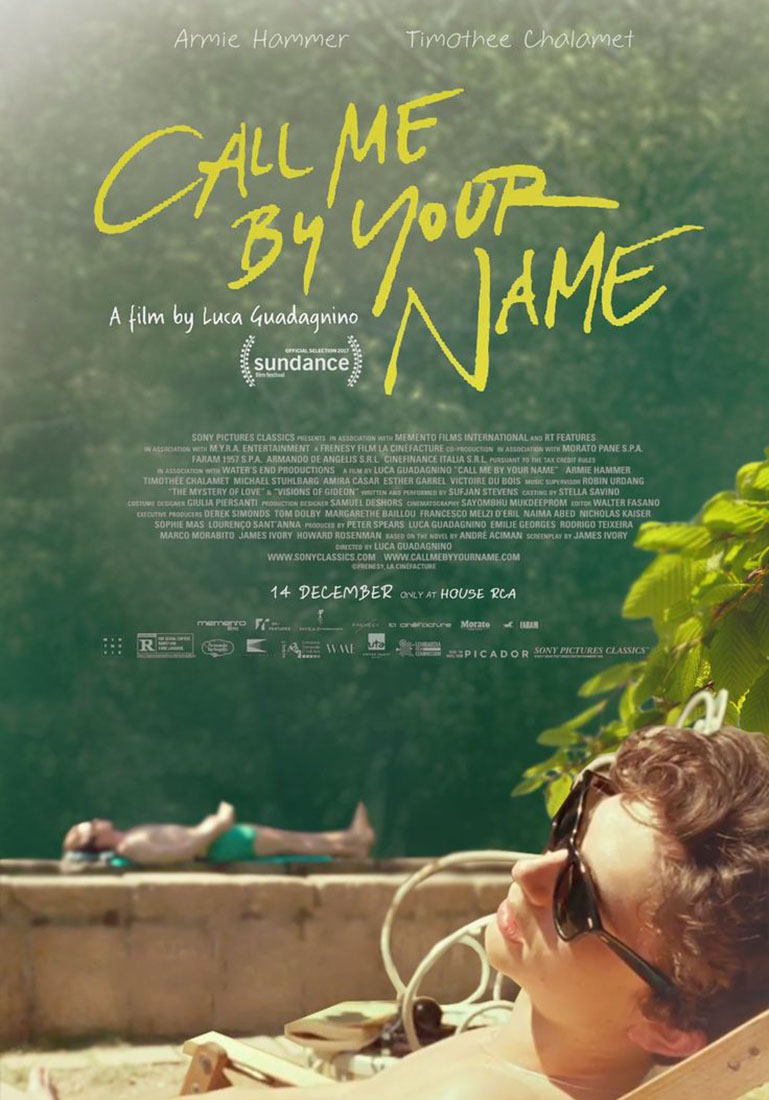 Armie Hammer Timothee Chalamet
CALL ME
BY YOUR
NAME
A film by Luca Guadagnino
OFFICIAL SELECTION 2017
sundance
film festival
SONY PICTURES CLASSICS PRESENTS IN ASSOCIATION WITH MEMENTO FILMS INTERNATIONAL AND RT FEATURES
IN ASSOCIATION WITH M.Y.R.A. ENTERTAINMENT A FRENESY FILM LA CINÉFACTURE CO-PRODUCTION IN ASSOCIATION WITH MORATO PANE S.P.A.
FARAM 1957 S.P.A. ARMANDO DE ANGELIS S.R.L CINEFINANCE ITALIA S.R.L PURSUANT TO THE TAX CREDIT RULES
IN ASSOCIATION WITH WATER'S END PRODUCTIONS A FILM BY LUCA GUADAGNINO "CALL ME BY YOUR NAME" ARMIE HAMMER
TIMOTHÉE CHALAMET MICHAEL STUHLBARG AMIRA CASAR ESTHER GARREL VICTOIRE DU BOIS MUSIC SUPERVISOR ROBIN URDANG
"THE MYSTERY OF LOVE" & "VISIONS OF GIDEON" WRITTEN AND PERFORMED BY SUFJAN STEVENS CASTING BY STELLA SAVINO
COSTUME DESIGNER GIULIA PIERSANTI PRODUCTION DESIGNER SAMUEL DESHORS CINEMATOGRAPHY SAYOMBHU MUKDEEPROM EDITOR WALTER FASANO
EXECUTIVE PRODUCERS DEREK SIMONDS TOM DOLBY MARGARETHE BAILLOU FRANCESCO MELZI D'ERIL NAIMA ABED NICHOLAS KAISER
SOPHIE MAS LOURENÇO SANT'ANNA PRODUCED BY PETER SPEARS LUCA GUADAGNINO EMILIE GEORGES RODRIGO TEIXEIRA
MARCO MORABITO JAMES IVORY HOWARD ROSENMAN BASED ON THE NOVEL BY ANDRÉ ACIMAN SCREENPLAY BY JAMES IVORY
DIRECTED BY LUCA GUADAGNINO
WWW.SONYCLASSICS.COM WWW.CALLMEBYYOURNAME.COM
©FRENESY, LA CINÉFACTURE
14 DECEMBER ONLY AT HOUSE RCA
memento FRENESY la cinéfacture Morato FARAM
R WME uta PICADOR SONY PICTURES CLASSICS